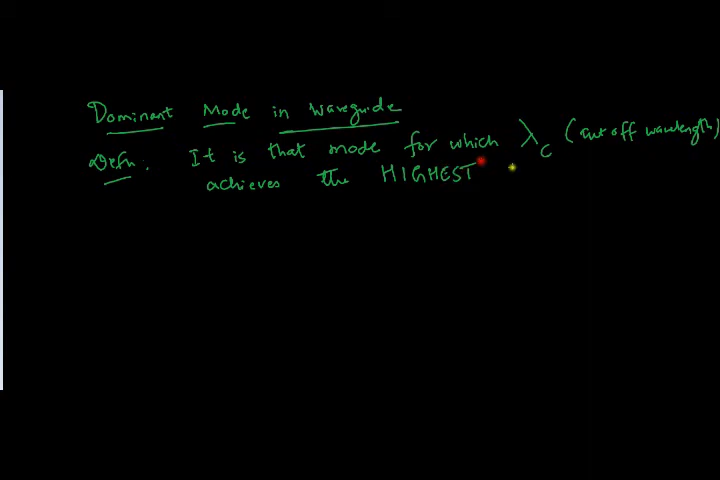 Dominant Mode in Waveguide
Defn: It is that mode for which λc (cut off wavelength)
achieves the HIGHEST